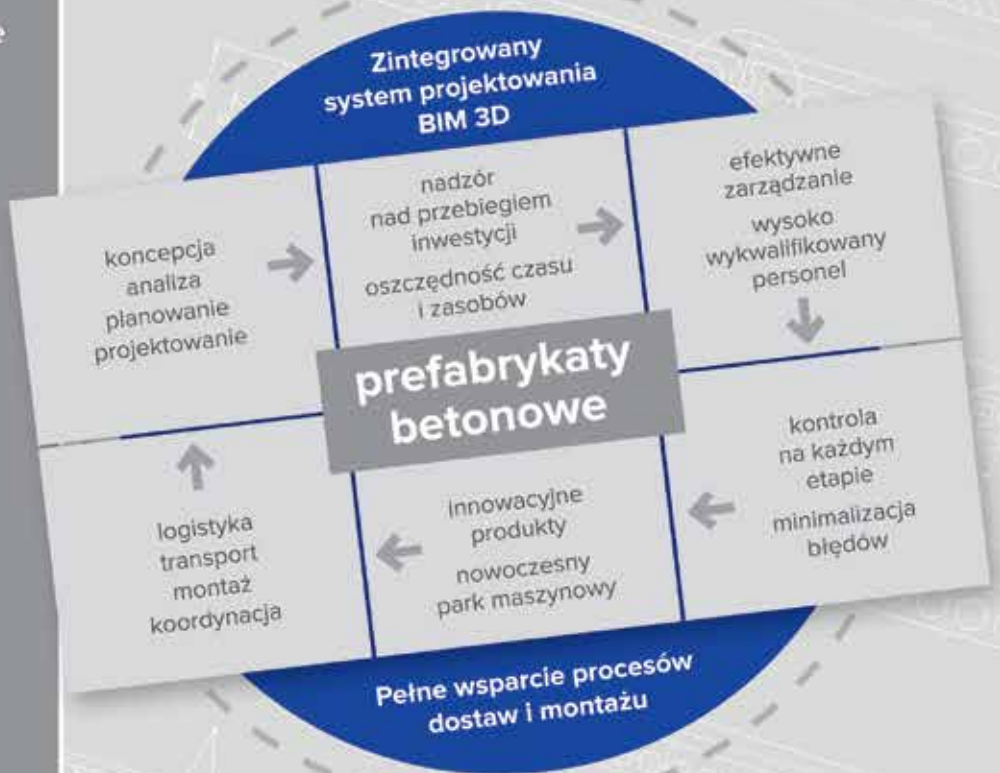 Zintegrowany
system projektowania
BIM 3D
koncepcja
analiza
planowanie
projektowanie
nadzór
nad przebiegiem
inwestycji
oszczędność czasu
i zasobów
efektywne
zarządzanie
wysoko
wykwalifikowany
personel
prefabrykaty
betonowe
kontrola
na każdym
etapie
minimalizacja
błędów
innowacyjne
produkty
nowoczesny
park maszynowy
logistyka
transport
montaż
koordynacja
Pełne wsparcie procesów
dostaw i montażu